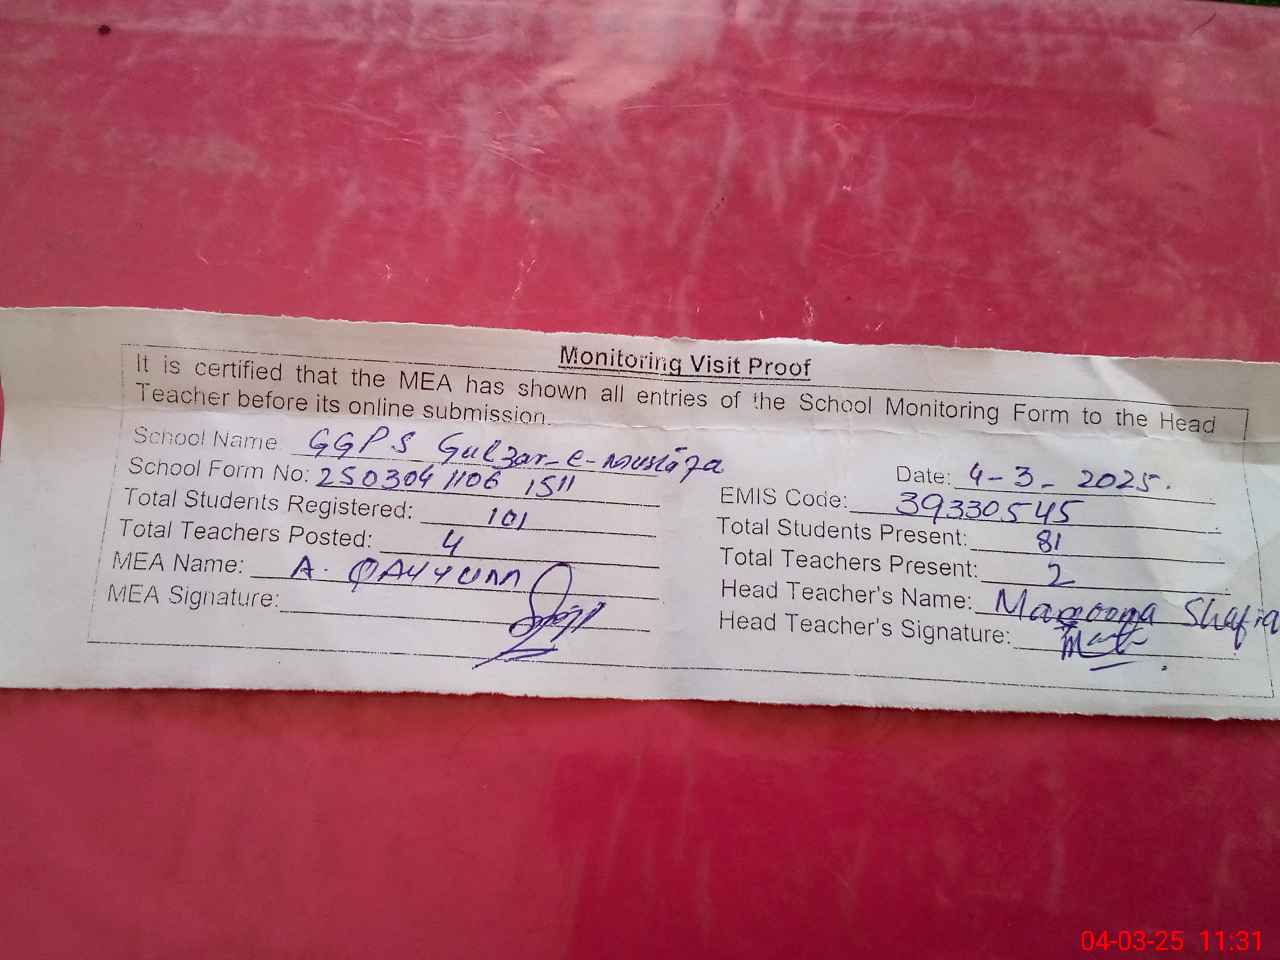 Monitoring Visit Proof
It is certified that the MEA has shown all entries of the School Monitoring Form to the Head
Teacher before its online submission.
School Name: GGPS Gulzar-e-Mustafa
Date: 4-3-2025.
School Form No: 2503041106 1511
EMIS Code: 39330545
Total Students Registered: 101
Total Students Present: 81
Total Teachers Posted: 4
Total Teachers Present: 2
MEA Name: A. QAYYUM
Head Teacher's Name: Mamoona Shafia
MEA Signature:
Head Teacher's Signature:
04-03-25 11:31